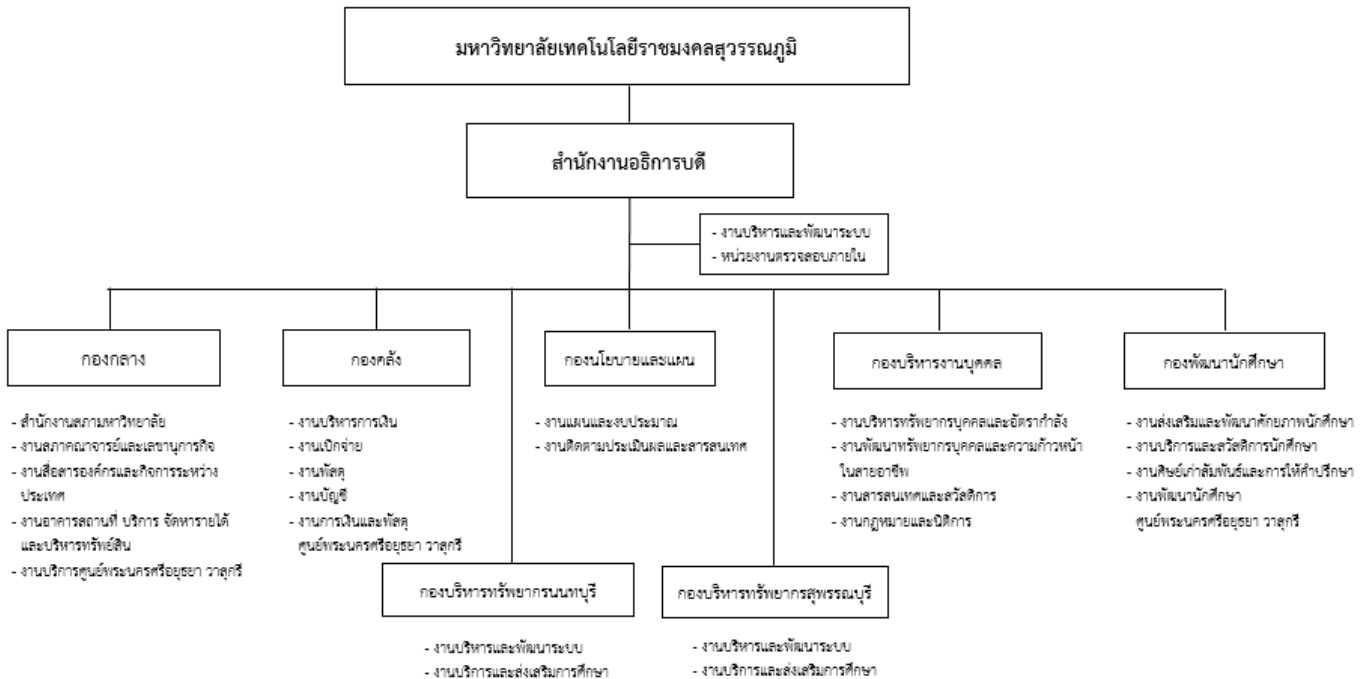 มหาวิทยาลัยเทคโนโลยีราชมงคลสุวรรณภูมิ
สำนักงานอธิการบดี
- งานบริหารและพัฒนาระบบ
- หน่วยงานตรวจสอบภายใน
กองกลาง
- สำนักงานสภามหาวิทยาลัย
- งานสภาคณาจารย์และเลขานุการกิจ
- งานสื่อสารองค์กรและกิจการระหว่าง
ประเทศ
- งานอาคารสถานที่ บริการ จัดหารายได้
และบริหารทรัพย์สิน
- งานบริการศูนย์พระนครศรีอยุธยา วาสุกรี
กองคลัง
- งานบริหารการเงิน
- งานเบิกจ่าย
- งานพัสดุ
- งานบัญชี
- งานการเงินและพัสดุ
ศูนย์พระนครศรีอยุธยา วาสุกรี
กองนโยบายและแผน
- งานแผนและงบประมาณ
- งานติดตามประเมินผลและสารสนเทศ
กองบริหารงานบุคคล
- งานบริหารทรัพยากรบุคคลและอัตรากำลัง
- งานพัฒนาทรัพยากรบุคคลและความก้าวหน้า
ในสายอาชีพ
- งานสารสนเทศและสวัสดิการ
- งานกฎหมายและนิติการ
กองพัฒนานักศึกษา
- งานส่งเสริมและพัฒนาศักยภาพนักศึกษา
- งานบริการและสวัสดิการนักศึกษา
- งานศิษย์เก่าสัมพันธ์และการให้คำปรึกษา
- งานพัฒนานักศึกษา
ศูนย์พระนครศรีอยุธยา วาสุกรี
กองบริหารทรัพยากรนนทบุรี
- งานบริหารและพัฒนาระบบ
- งานบริการและส่งเสริมการศึกษา
กองบริหารทรัพยากรสุพรรณบุรี
- งานบริหารและพัฒนาระบบ
- งานบริการและส่งเสริมการศึกษา